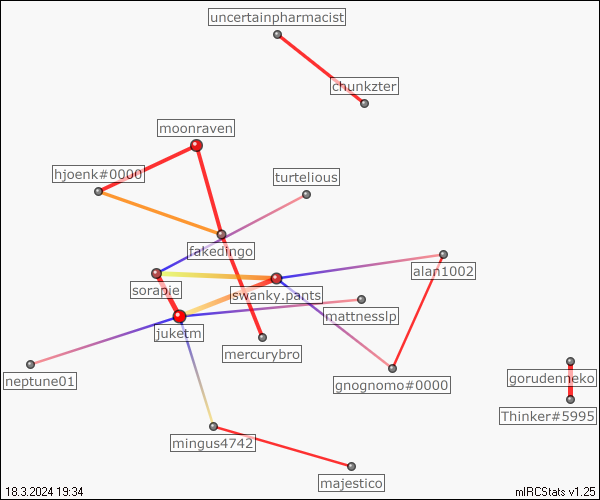 uncertainpharmacist
chunkzter
moonraven
hjoenk#0000
turtelious
fakedingo
alan1002
sorapie
swanky.pants
mattnesslp
juketm
mercurybro
neptune01
gnognomo#0000
gorudenneko
Thinker#5995
mingus4742
majestico
18.3.2024 19:34
mIRCStats v1.25